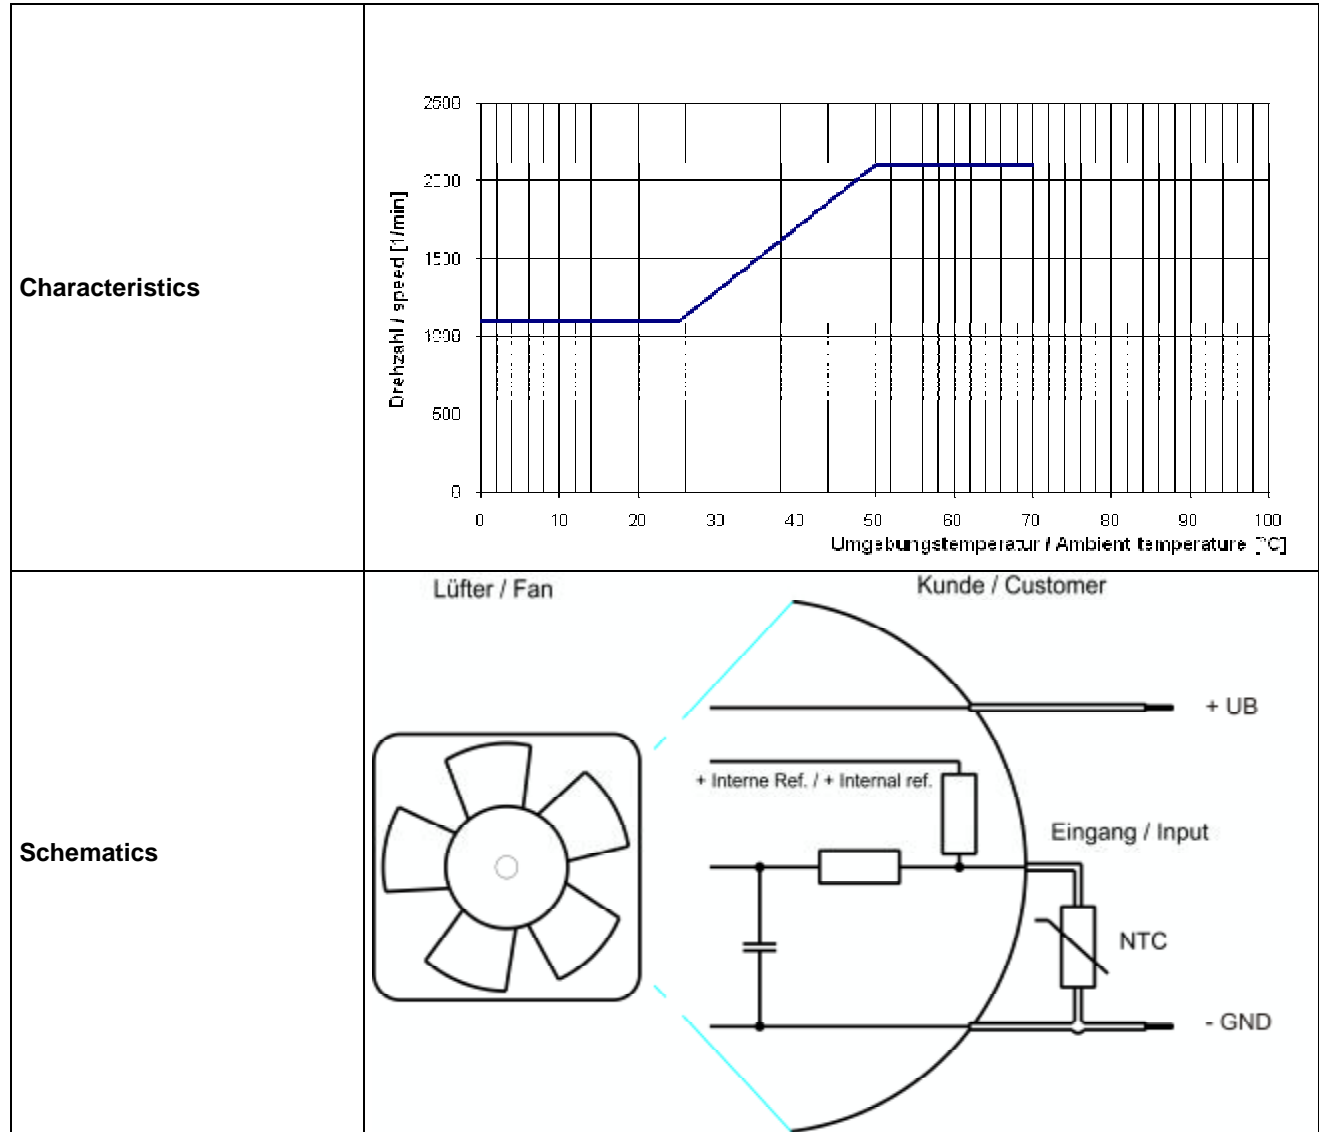 2500
2000
1500
1000
500
0
Drehzahl / speed [1/min]
0 10 20 30 40 50 60 70 80 90 100
Umgebungstemperatur / Ambient temperature [°C]
Characteristics
Lüfter / Fan
Kunde / Customer
+ UB
+ Interne Ref. / + Internal ref.
Eingang / Input
NTC
- GND
Schematics